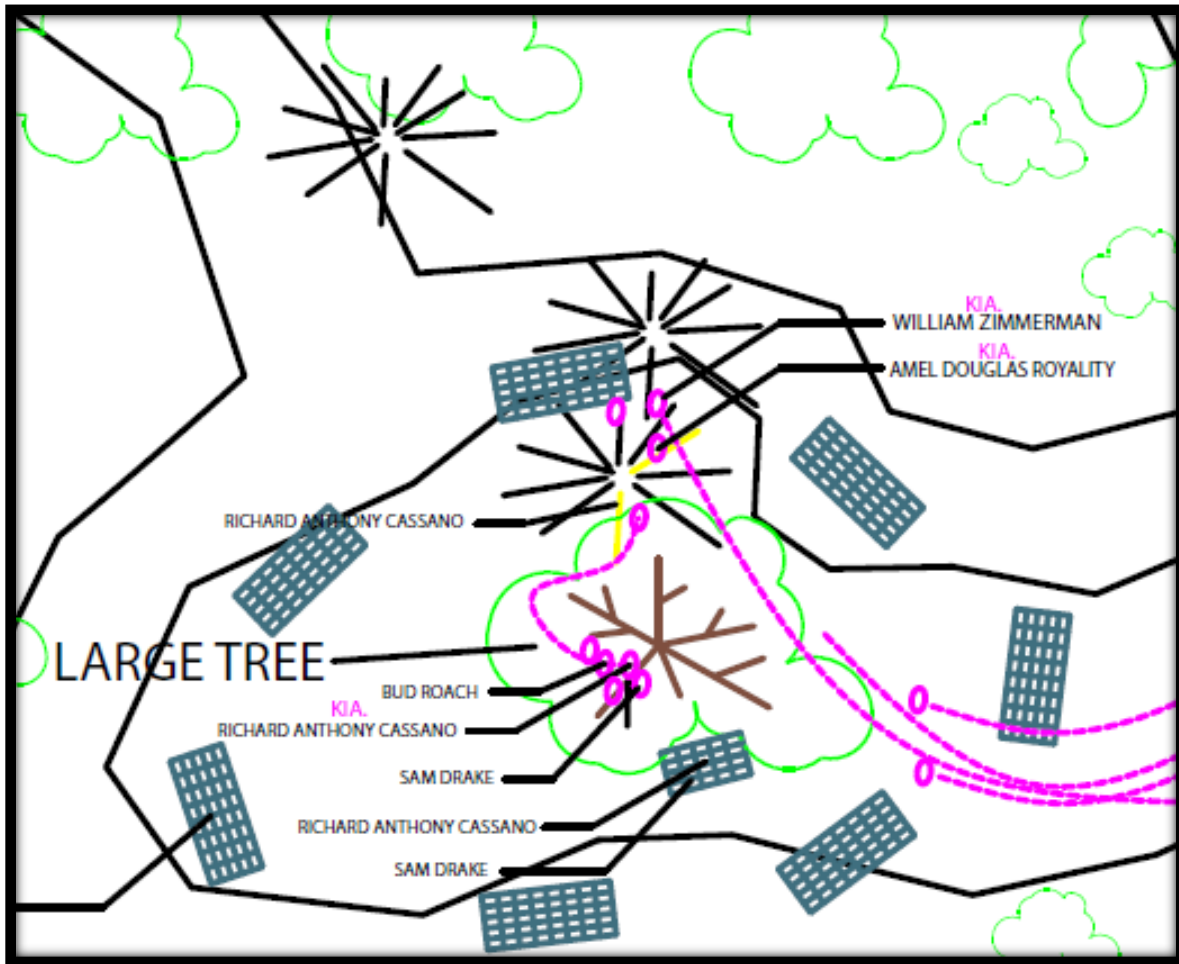 KIA.
WILLIAM ZIMMERMAN
KIA.
AMEL DOUGLAS ROYALITY
RICHARD ANTHONY CASSANO
LARGE TREE
BUD ROACH
KIA.
RICHARD ANTHONY CASSANO
SAM DRAKE
RICHARD ANTHONY CASSANO
SAM DRAKE